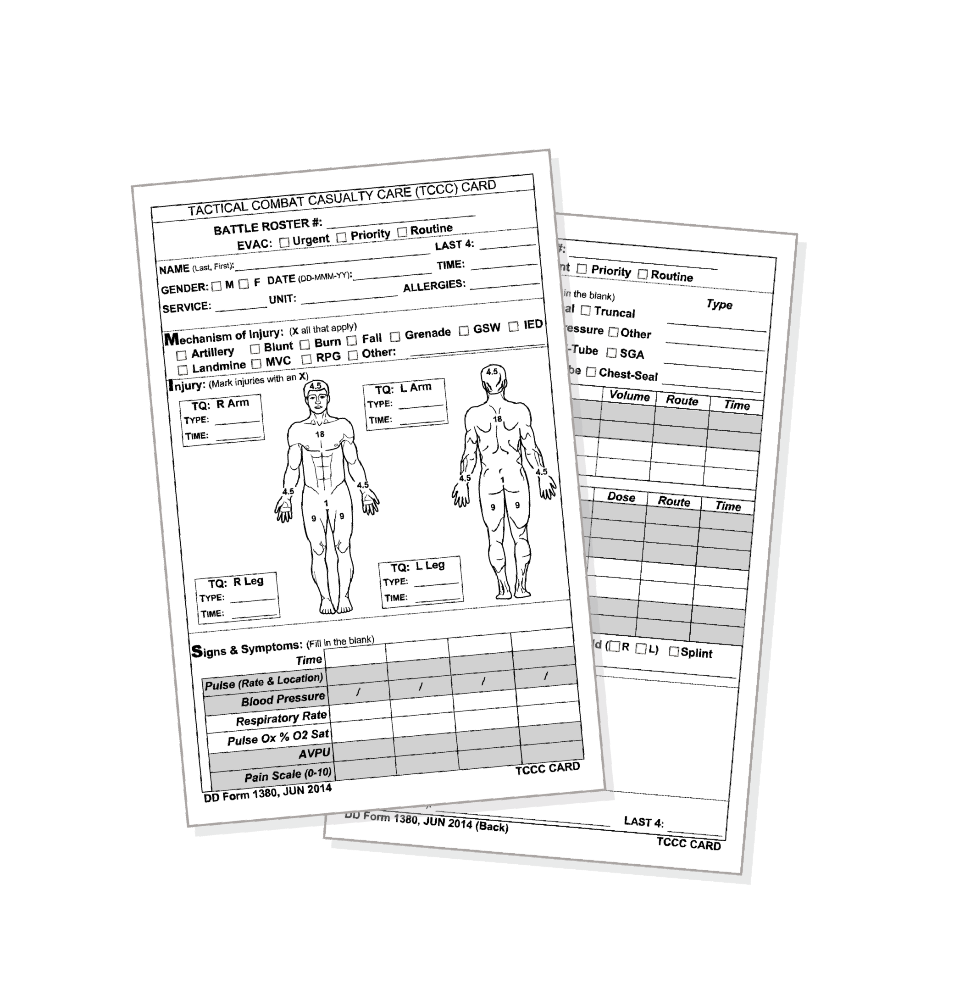 TACTICAL COMBAT CASUALTY CARE (TCCC) CARD
BATTLE ROSTER #:
EVAC: Urgent Priority Routine
NAME (Last, First): LAST 4:
GENDER: M F DATE (DD-MMM-YY): TIME:
SERVICE: UNIT: ALLERGIES:
Mechanism of Injury: (X all that apply)
Artillery Blunt Burn Fall Grenade GSW IED
Landmine MVC RPG Other:
Injury: (Mark injuries with an X)
TQ: R Arm
TYPE:
TIME:
4.5
18
4.5 4.5
1
9 9
TQ: L Arm
TYPE:
TIME:
4.5
18
4.5 4.5
1
9 9
TQ: R Leg
TYPE:
TIME:
TQ: L Leg
TYPE:
TIME:
Signs & Symptoms: (Fill in the blank)
Time
Pulse (Rate & Location)
Blood Pressure / / / /
Respiratory Rate
Pulse Ox % O2 Sat
AVPU
Pain Scale (0-10)
DD Form 1380, JUN 2014 TCCC CARD
#:
Priority Routine
in the blank) Type
Truncal
Other
-Tube SGA
Chest-Seal
Volume Route Time
Dose Route Time
(R L) Splint
LAST 4:
DD Form 1380, JUN 2014 (Back) TCCC CARD